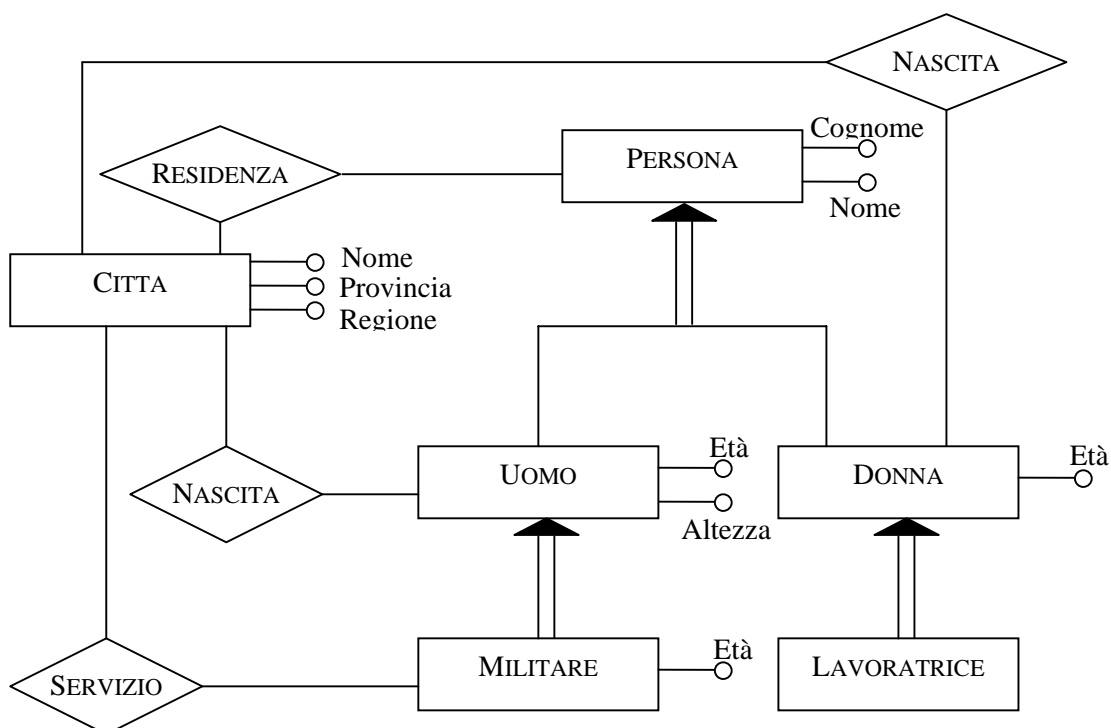 NASCITA
Cognome
PERSONA
RESIDENZA
Nome
Nome
CITTA
Provincia
Regione
Età
UOMO
DONNA
Età
NASCITA
Altezza
Età
MILITARE
LAVORATRICE
SERVIZIO